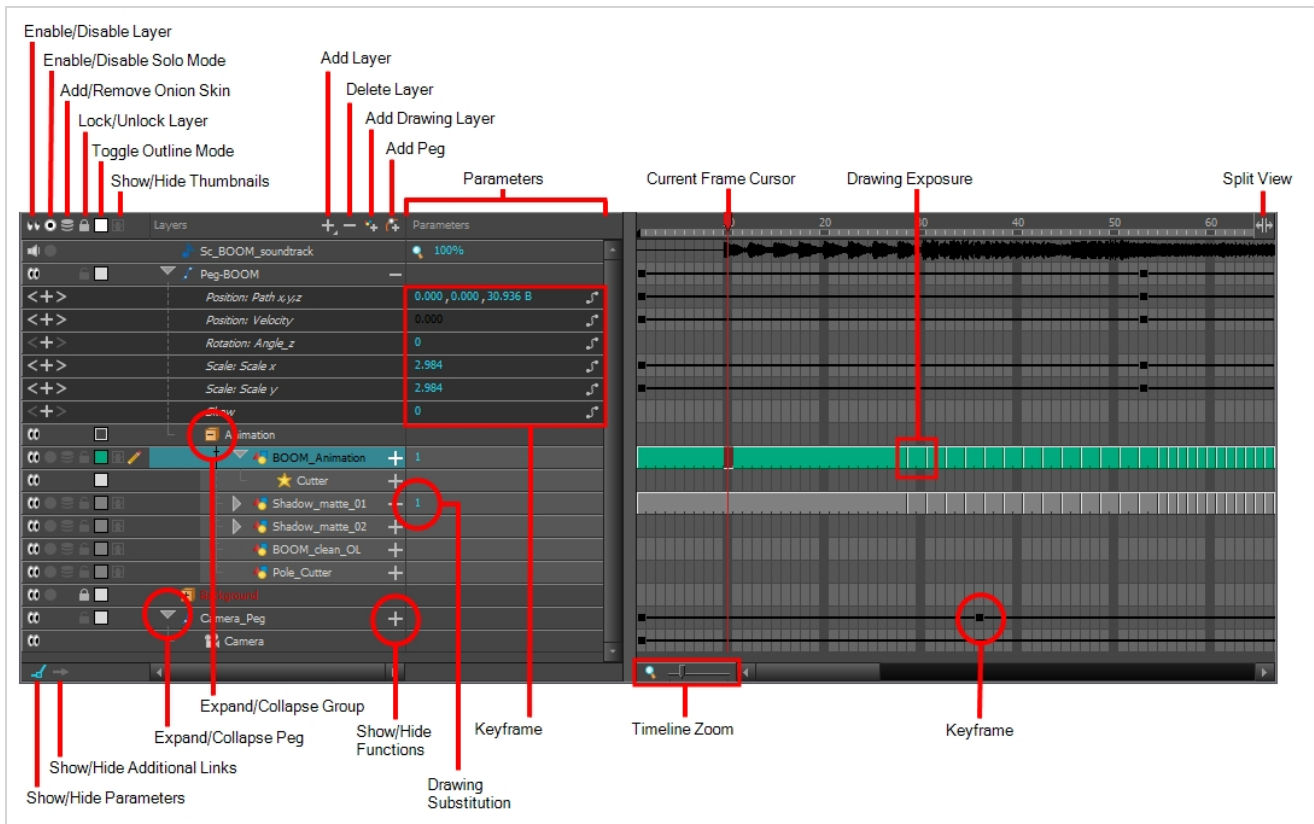 Enable/Disable Layer
Enable/Disable Solo Mode
Add Layer
Add/Remove Onion Skin
Delete Layer
Lock/Unlock Layer
Add Drawing Layer
Toggle Outline Mode
Add Peg
Show/Hide Thumbnails
Parameters
Current Frame Cursor
Drawing Exposure
Split View
Layers
Parameters
20
30
40
50
60
Sc_BOOM_soundtrack
100%
Peg-BOOM
Position: Path x,y,z
0.000 , 0.000 , 30.936 B
Position: Velocity
0.000
Rotation: Angle_z
0
Scale: Scale x
2.984
Scale: Scale y
2.984
0
Animation
BOOM_Animation
1
Cutter
Shadow_matte_01
1
Shadow_matte_02
BOOM_clean_OL
Pole_Cutter
Background
Camera_Peg
Camera
Expand/Collapse Group
Show/Hide
Functions
Keyframe
Timeline Zoom
Keyframe
Expand/Collapse Peg
Show/Hide Additional Links
Drawing
Substitution
Show/Hide Parameters